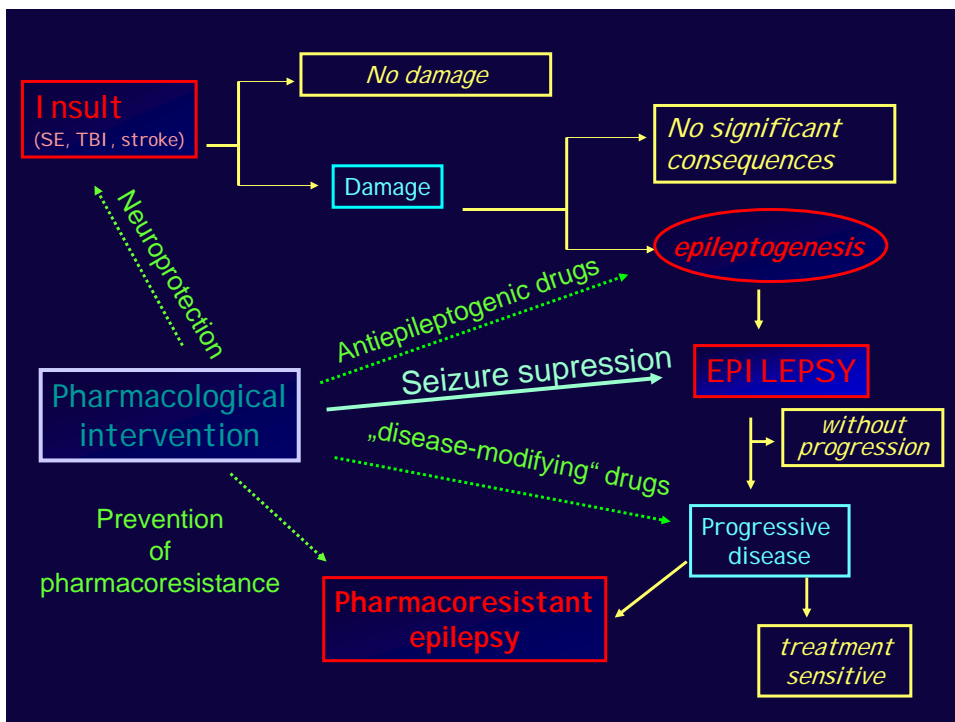 No damage
Insult
(SE, TBI, stroke)
No significant
consequences
Damage
Neuroprotection
epileptogenesis
Antiepileptogenic drugs
Seizure supression
EPILEPSY
Pharmacological
intervention
without
progression
„disease-modifying“ drugs
Prevention
of
pharmacoresistance
Progressive
disease
Pharmacoresistant
epilepsy
treatment
sensitive